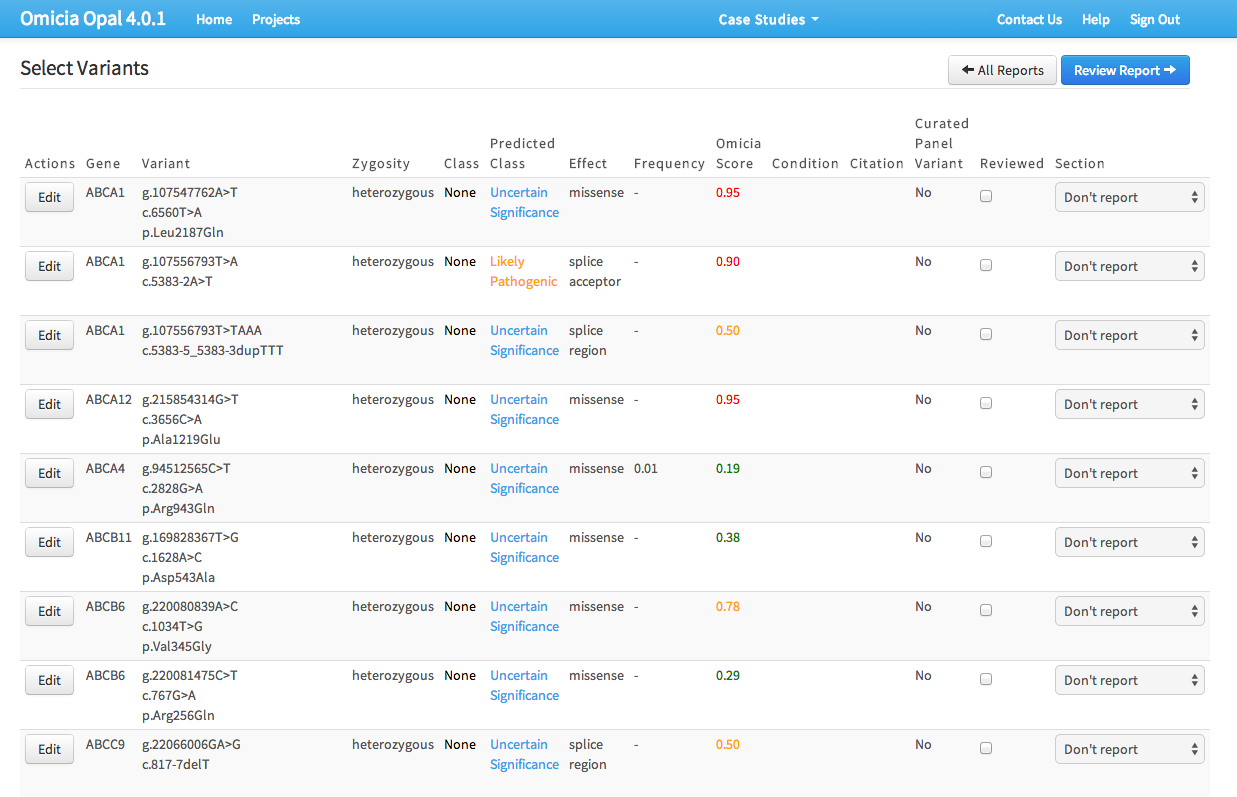 Omicia Opal 4.0.1 Home Projects Case Studies Contact Us Help Sign Out
Select Variants All Reports Review Report
Actions Gene Variant Zygosity Class Predicted Class Effect Frequency Omicia Score Condition Citation Curated Panel Variant Reviewed Section
Edit ABCA1 g.107547762A>T heterozygous None Uncertain missense - 0.95 No Don't report
c.6560T>A Significance
p.Leu2187Gln
Edit ABCA1 g.107556793T>A heterozygous None Likely splice - 0.90 No Don't report
c.5383-2A>T Pathogenic acceptor
Edit ABCA1 g.107556793T>TAAA heterozygous None Uncertain splice - 0.50 No Don't report
c.5383-5_5383-3dupTTT Significance region
Edit ABCA12 g.215854314G>T heterozygous None Uncertain missense - 0.95 No Don't report
c.3656C>A Significance
p.Ala1219Glu
Edit ABCA4 g.94512565C>T heterozygous None Uncertain missense 0.01 0.19 No Don't report
c.2828G>A Significance
p.Arg943Gln
Edit ABCB11 g.169828367T>G heterozygous None Uncertain missense - 0.38 No Don't report
c.1628A>C Significance
p.Asp543Ala
Edit ABCB6 g.220080839A>C heterozygous None Uncertain missense - 0.78 No Don't report
c.1034T>G Significance
p.Val345Gly
Edit ABCB6 g.220081475C>T heterozygous None Uncertain missense - 0.29 No Don't report
c.767G>A Significance
p.Arg256Gln
Edit ABCC9 g.22066006GA>G heterozygous None Uncertain splice - 0.50 No Don't report
c.817-7delT Significance region